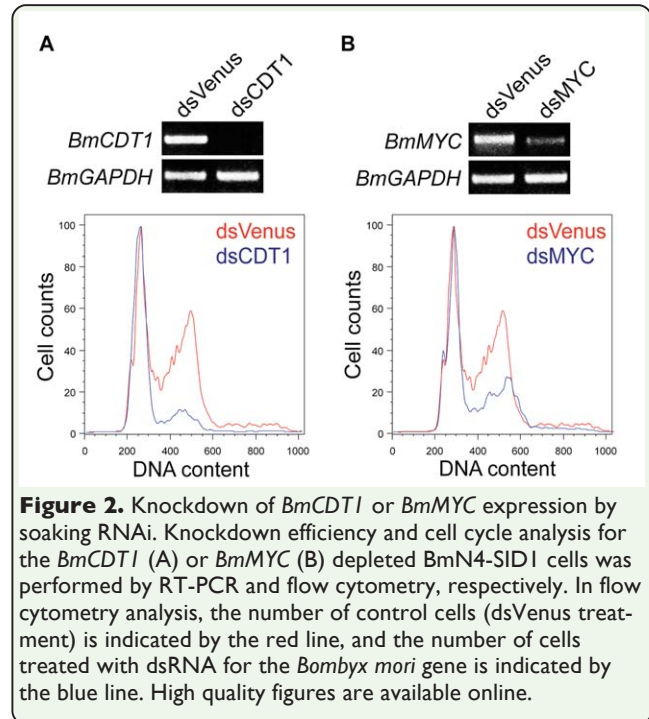 A
dsVenus
dsCDT1
BmCDT1
BmGAPDH
100
80
60
40
20
0
Cell counts
dsVenus
dsCDT1
0 200 400 600 800 1000
DNA content
B
dsVenus
dsMYC
BmMYC
BmGAPDH
100
80
60
40
20
0
Cell counts
dsVenus
dsMYC
0 200 400 600 800 1000
DNA content
Figure 2. Knockdown of BmCDT1 or BmMYC expression by
soaking RNAi. Knockdown efficiency and cell cycle analysis for
the BmCDT1 (A) or BmMYC (B) depleted BmN4-SID1 cells was
performed by RT-PCR and flow cytometry, respectively. In flow
cytometry analysis, the number of control cells (dsVenus treat-
ment) is indicated by the red line, and the number of cells
treated with dsRNA for the Bombyx mori gene is indicated by
the blue line. High quality figures are available online.